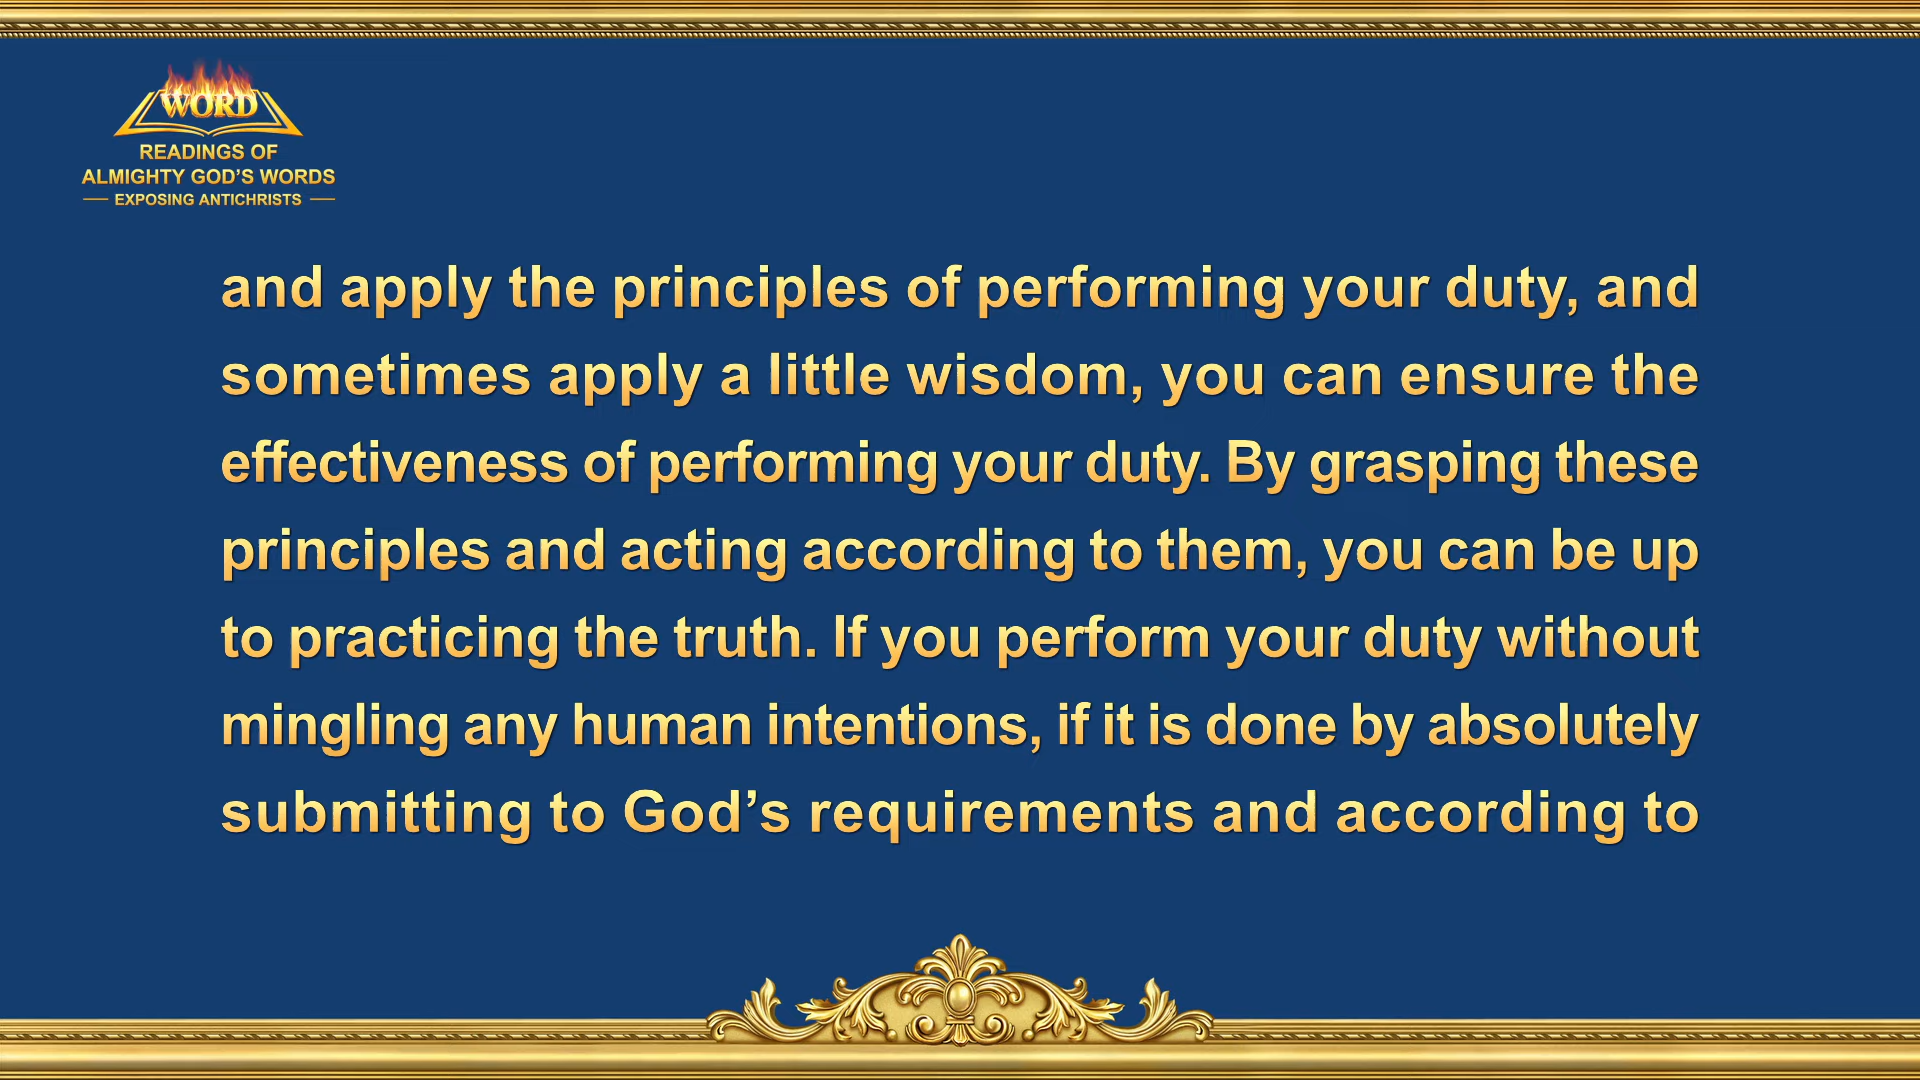 WORD
READINGS OF
ALMIGHTY GOD’S WORDS
EXPOSING ANTICHRISTS
and apply the principles of performing your duty, and
sometimes apply a little wisdom, you can ensure the
effectiveness of performing your duty. By grasping these
principles and acting according to them, you can be up
to practicing the truth. If you perform your duty without
mingling any human intentions, if it is done by absolutely
submitting to God’s requirements and according to